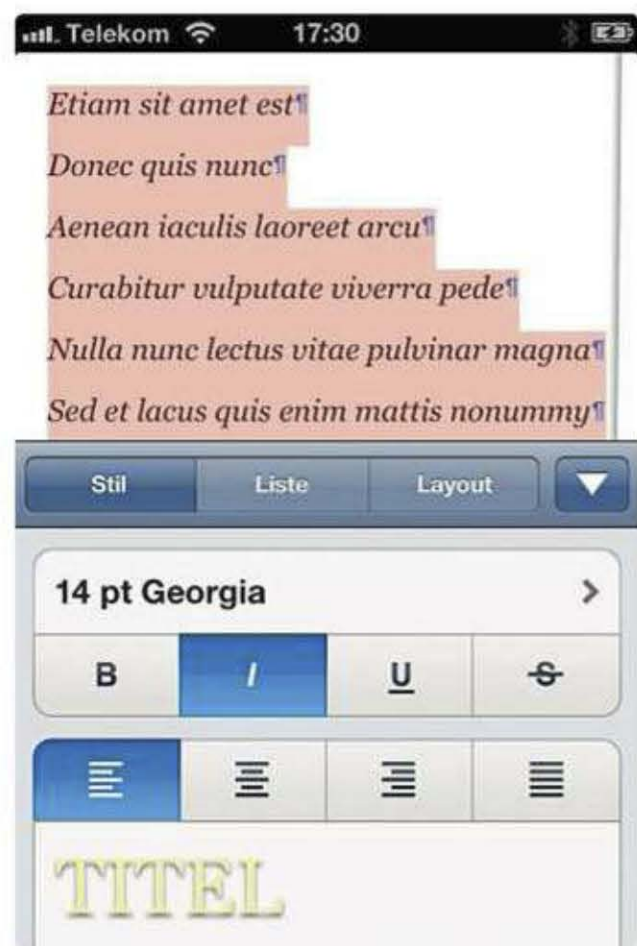 Telekom 17:30
Etiam sit amet est¶
Donec quis nunc¶
Aenean iaculis laoreet arcu¶
Curabitur vulputate viverra pede¶
Nulla nunc lectus vitae pulvinar magna¶
Sed et lacus quis enim mattis nonummy¶
Stil Liste Layout
14 pt Georgia
B I U S
TITEL